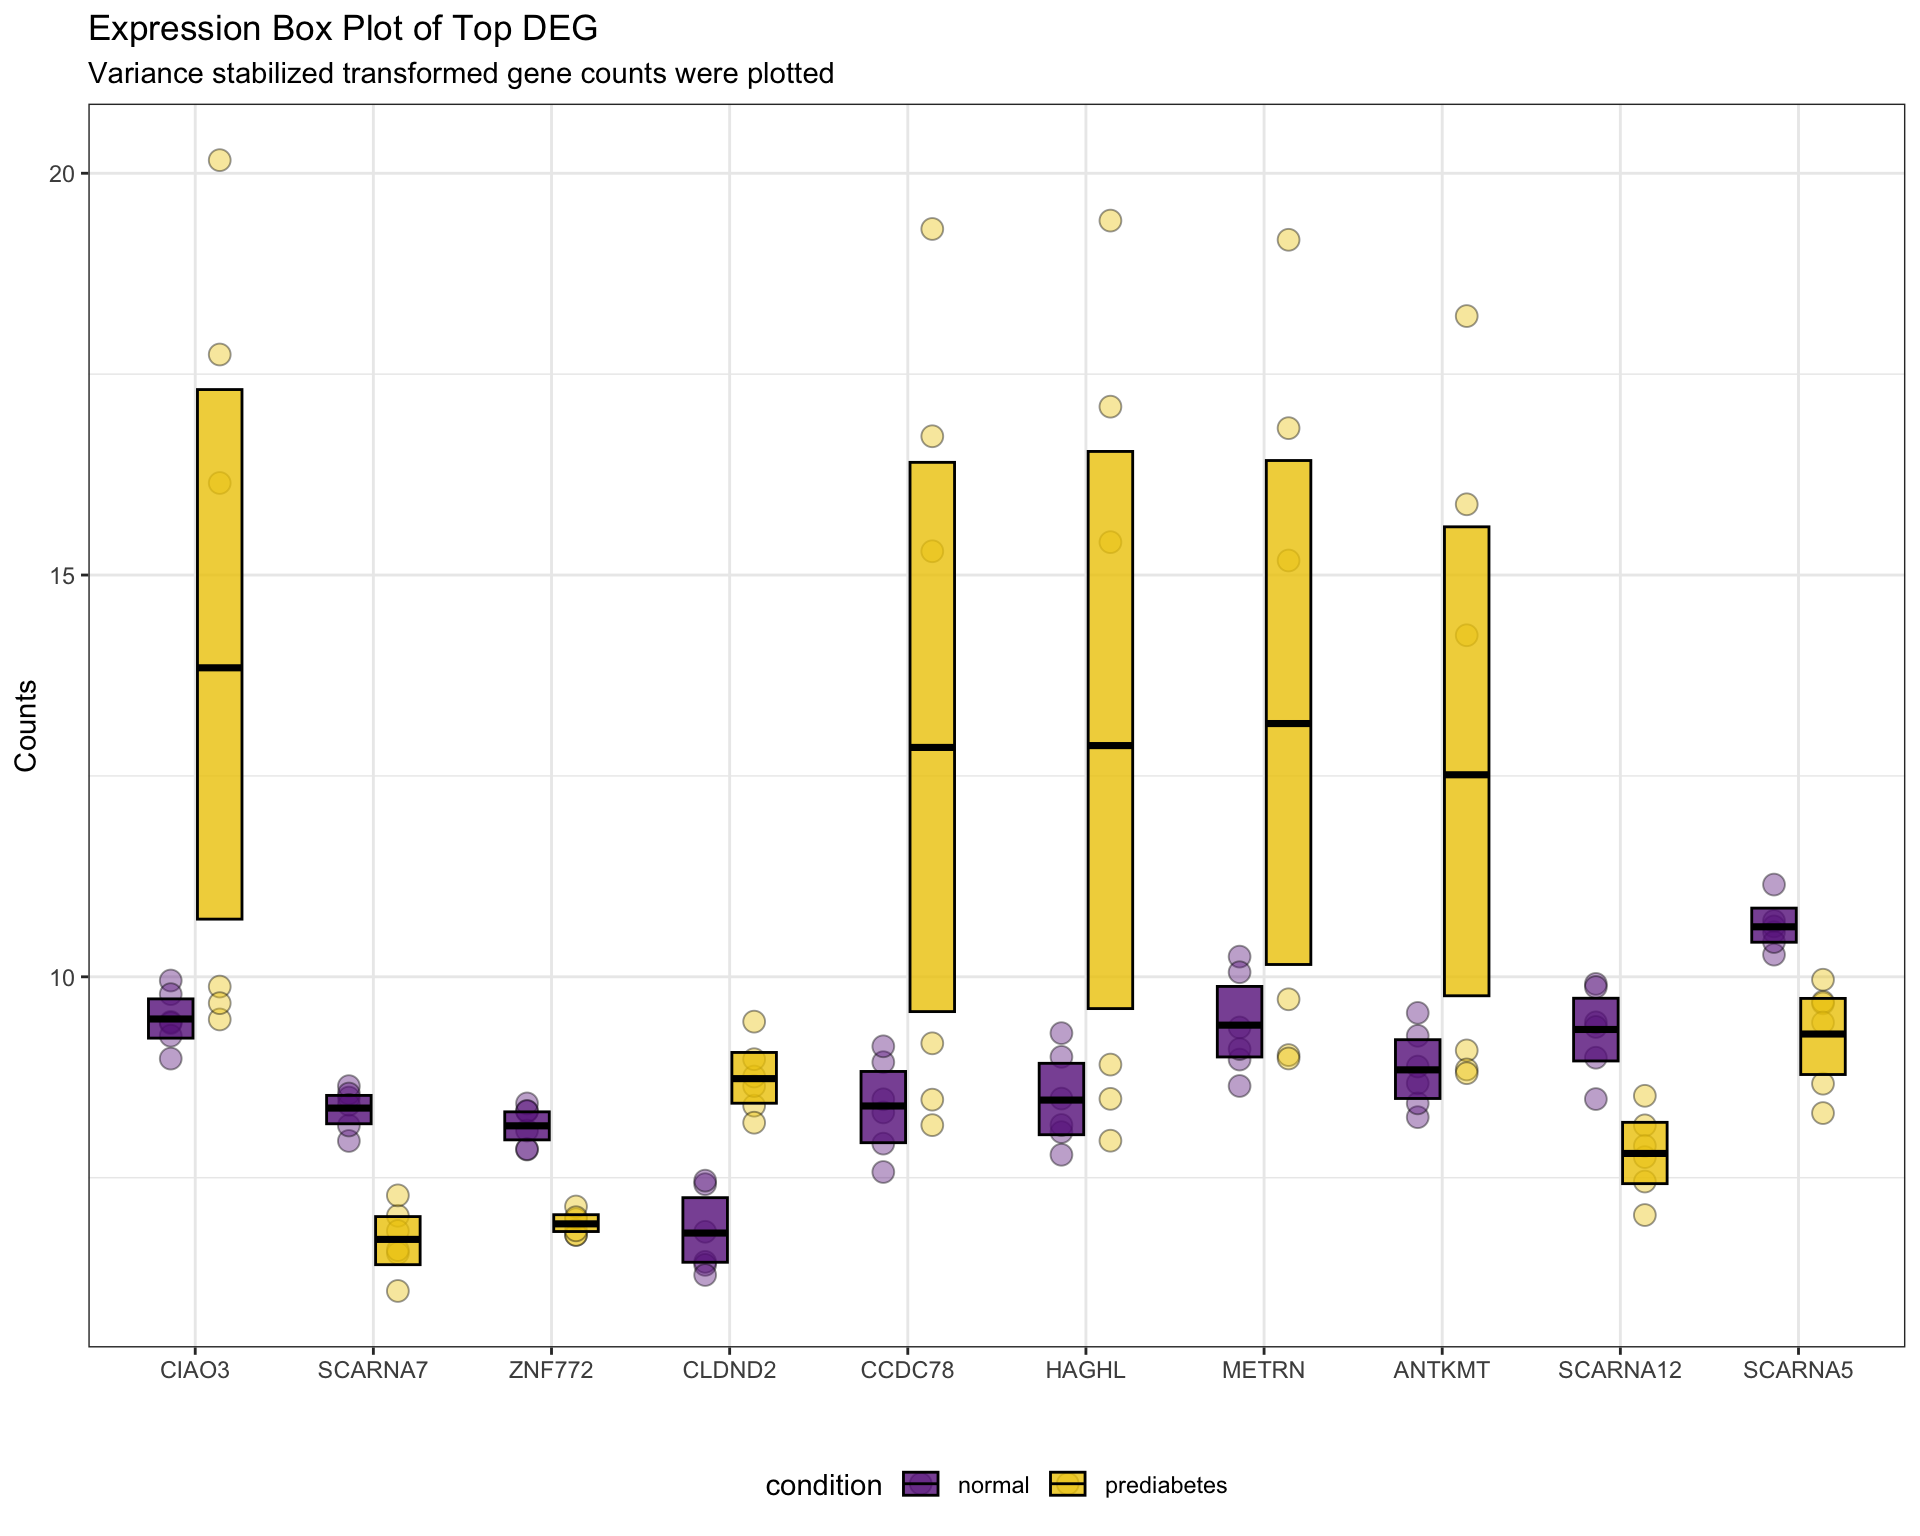 Expression Box Plot of Top DEG
Variance stabilized transformed gene counts were plotted
20
15
10
Counts
CIAO3 SCARNA7 ZNF772 CLDND2 CCDC78 HAGHL METRN ANTKMT SCARNA12 SCARNA5
condition normal prediabetes